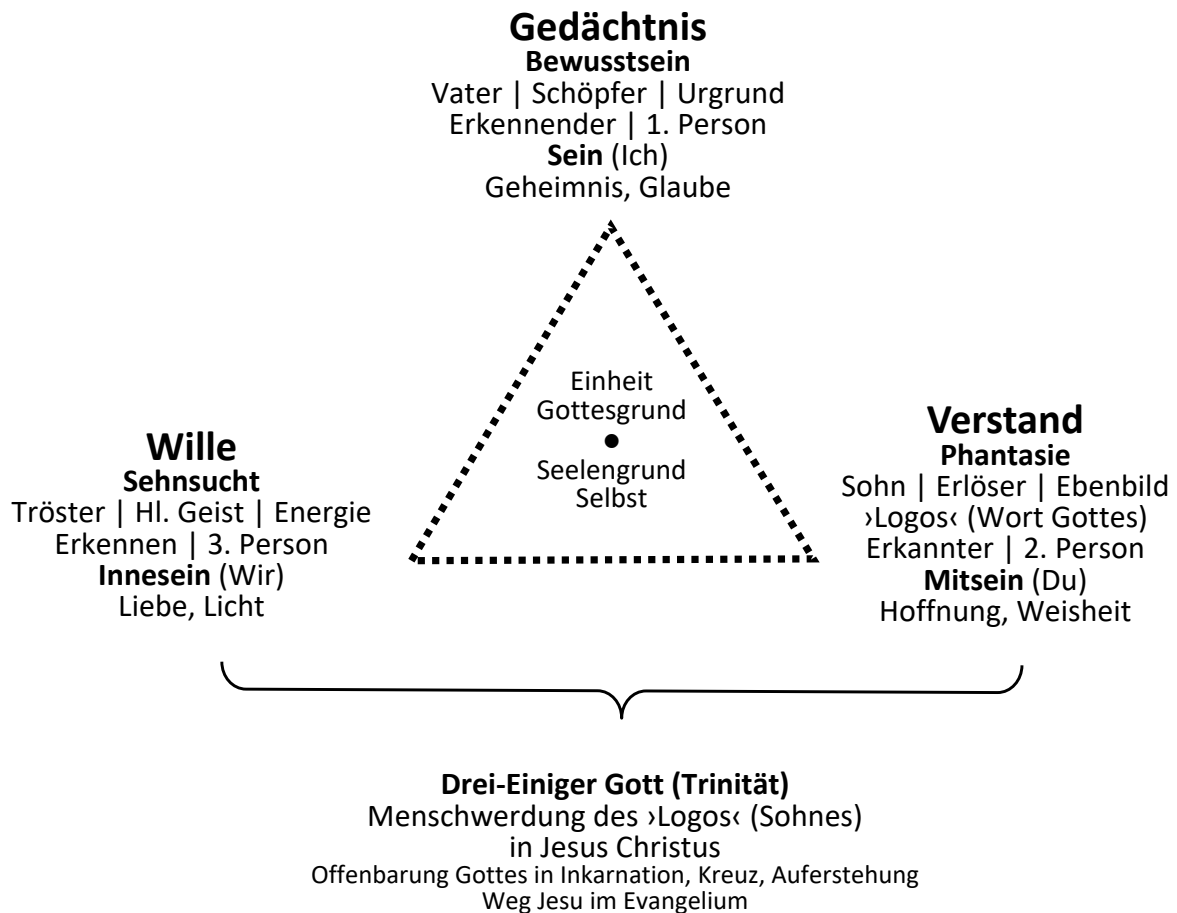 Gedächtnis
Bewusstsein
Vater | Schöpfer | Urgrund
Erkennender | 1. Person
Sein (Ich)
Geheimnis, Glaube
Einheit
Gottesgrund
Seelengrund
Selbst
Wille
Sehnsucht
Tröster | Hl. Geist | Energie
Erkennen | 3. Person
Innesein (Wir)
Liebe, Licht
Verstand
Phantasie
Sohn | Erlöser | Ebenbild
›Logos‹ (Wort Gottes)
Erkannter | 2. Person
Mitsein (Du)
Hoffnung, Weisheit
Drei-Einiger Gott (Trinität)
Menschwerdung des ›Logos‹ (Sohnes)
in Jesus Christus
Offenbarung Gottes in Inkarnation, Kreuz, Auferstehung
Weg Jesu im Evangelium